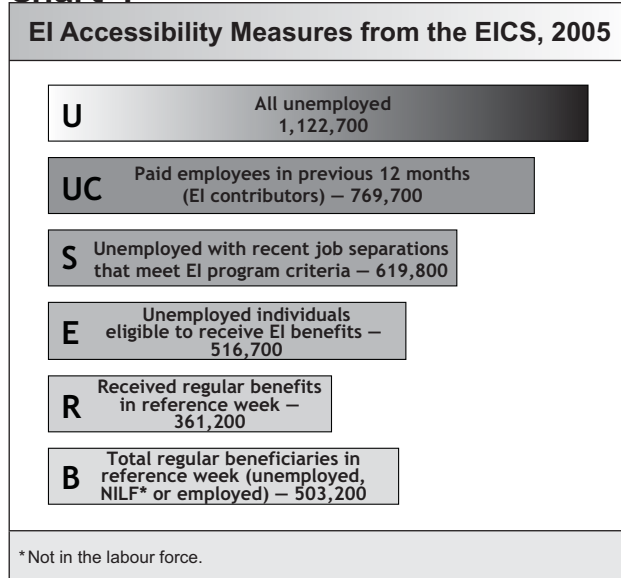 EI Accessibility Measures from the EICS, 2005
U
All unemployed
1,122,700
UC
Paid employees in previous 12 months
(EI contributors) — 769,700
S
Unemployed with recent job separations
that meet EI program criteria — 619,800
E
Unemployed individuals
eligible to receive EI benefits —
516,700
R
Received regular benefits
in reference week —
361,200
B
Total regular beneficiaries in
reference week (unemployed,
NILF* or employed) — 503,200
*Not in the labour force.